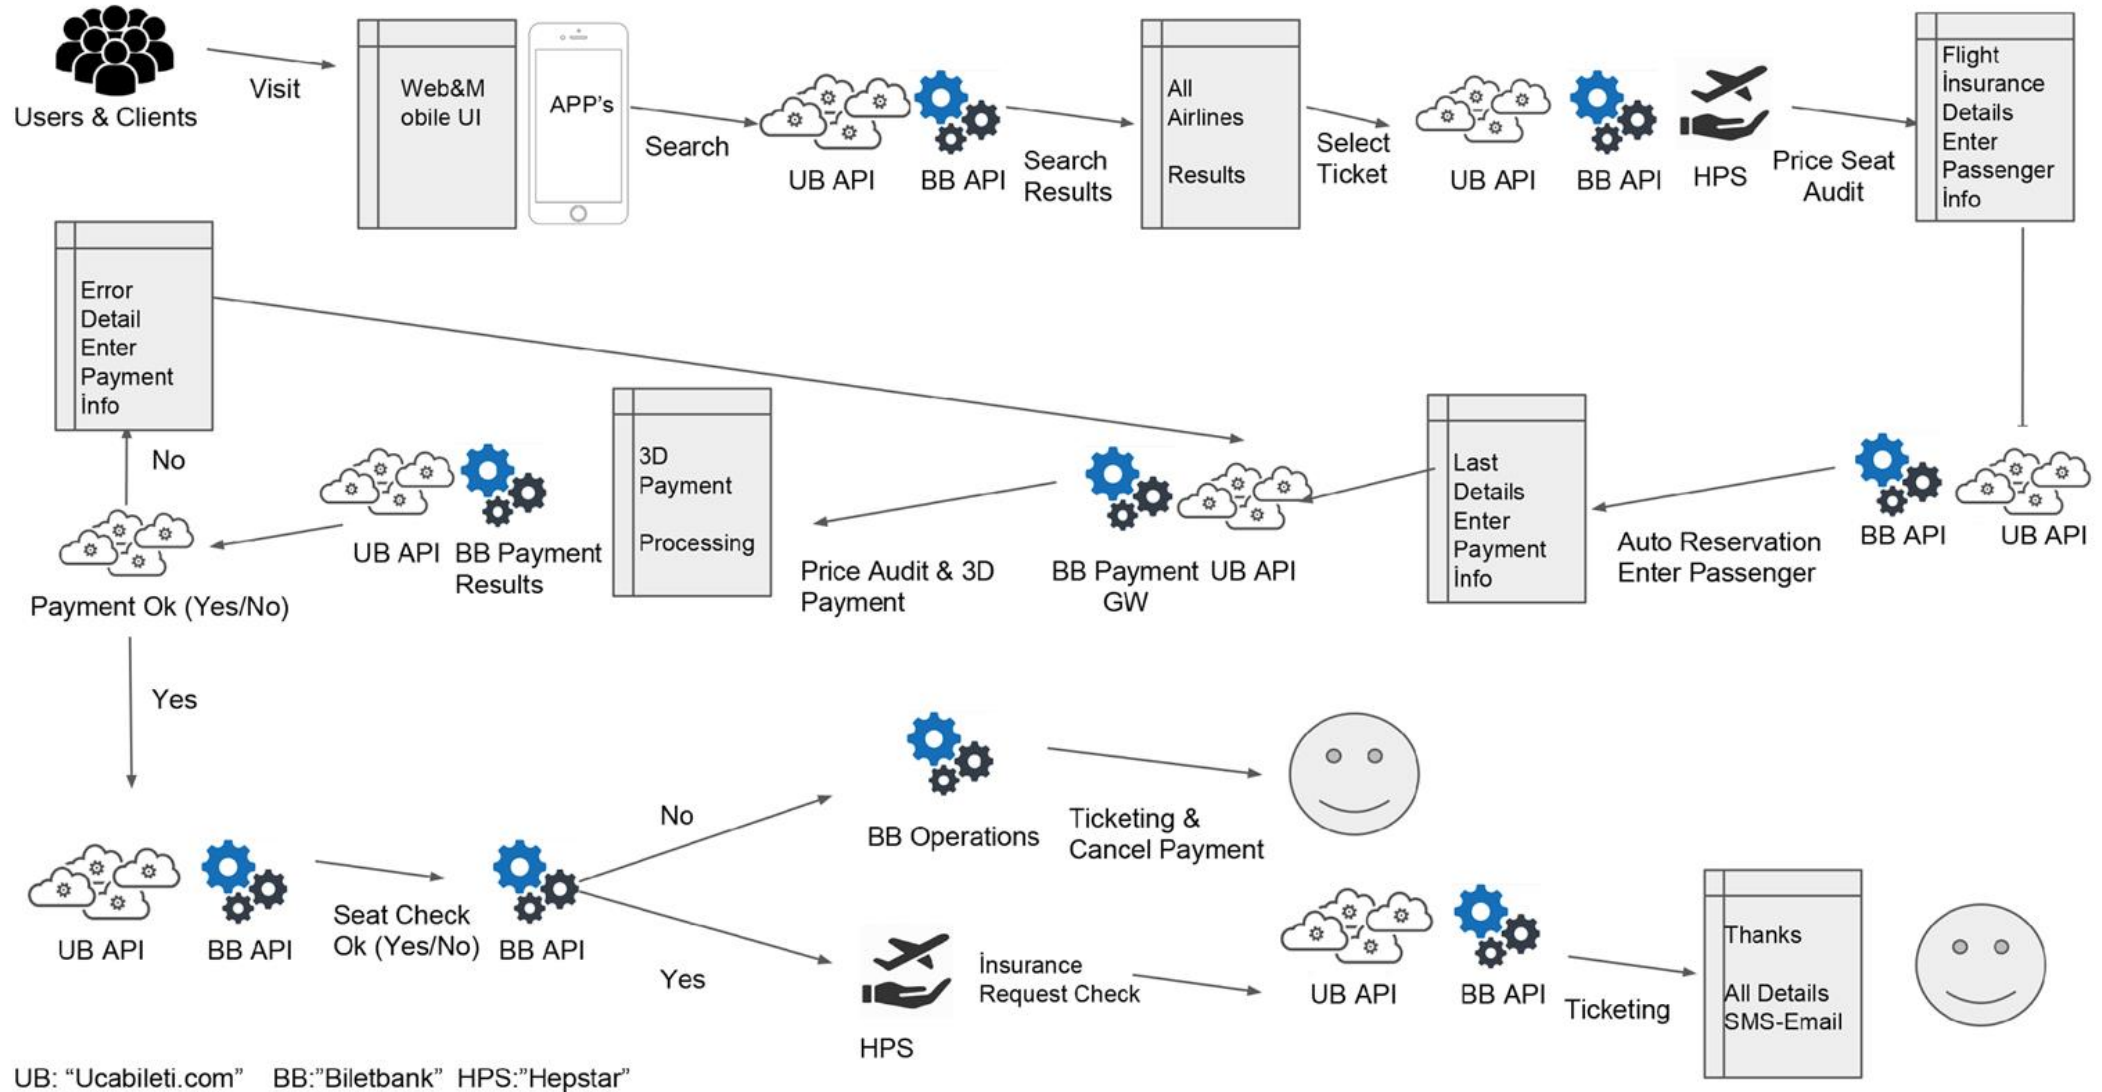 Users & Clients
Visit
Web&M
obile UI
APP's
Search
UB API
BB API
Search
Results
All
Airlines
Results
Select
Ticket
UB API
BB API
HPS
Price Seat
Audit
Flight
İnsurance
Details
Enter
Passenger
İnfo
Error
Detail
Enter
Payment
İnfo
No
Payment Ok (Yes/No)
UB API
BB Payment
Results
3D
Payment
Processing
Price Audit & 3D
Payment
BB Payment
GW
UB API
Last
Details
Enter
Payment
İnfo
Auto Reservation
Enter Passenger
BB API
UB API
Yes
UB API
BB API
Seat Check
Ok (Yes/No)
BB API
No
BB Operations
Ticketing &
Cancel Payment
Yes
HPS
İnsurance
Request Check
UB API
BB API
Ticketing
Thanks
All Details
SMS-Email
UB: “Ucabileti.com” BB:”Biletbank” HPS:”Hepstar”